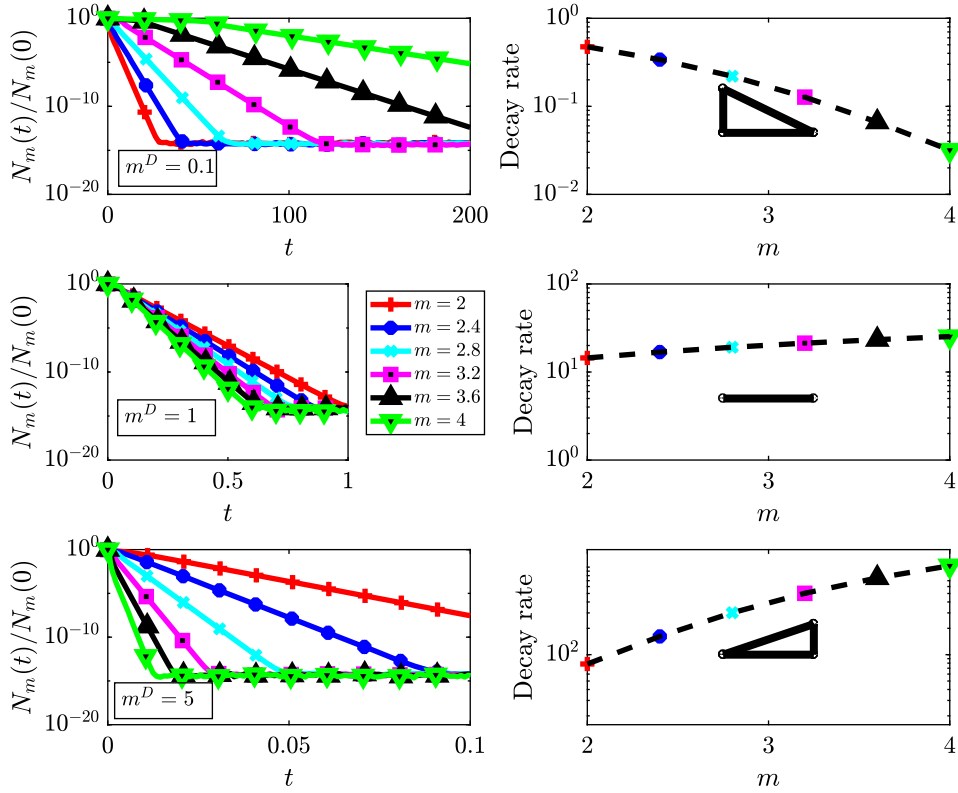 N_m(t)/N_m(0)
10^0
10^{-10}
10^{-20}
m^D = 0.1
0
100
200
t
Decay rate
10^0
10^{-1}
10^{-2}
2
3
4
m
N_m(t)/N_m(0)
10^0
10^{-10}
10^{-20}
m^D = 1
0
0.5
1
t
m = 2
m = 2.4
m = 2.8
m = 3.2
m = 3.6
m = 4
Decay rate
10^2
10^1
10^0
2
3
4
m
N_m(t)/N_m(0)
10^0
10^{-10}
10^{-20}
m^D = 5
0
0.05
0.1
t
Decay rate
10^2
2
3
4
m